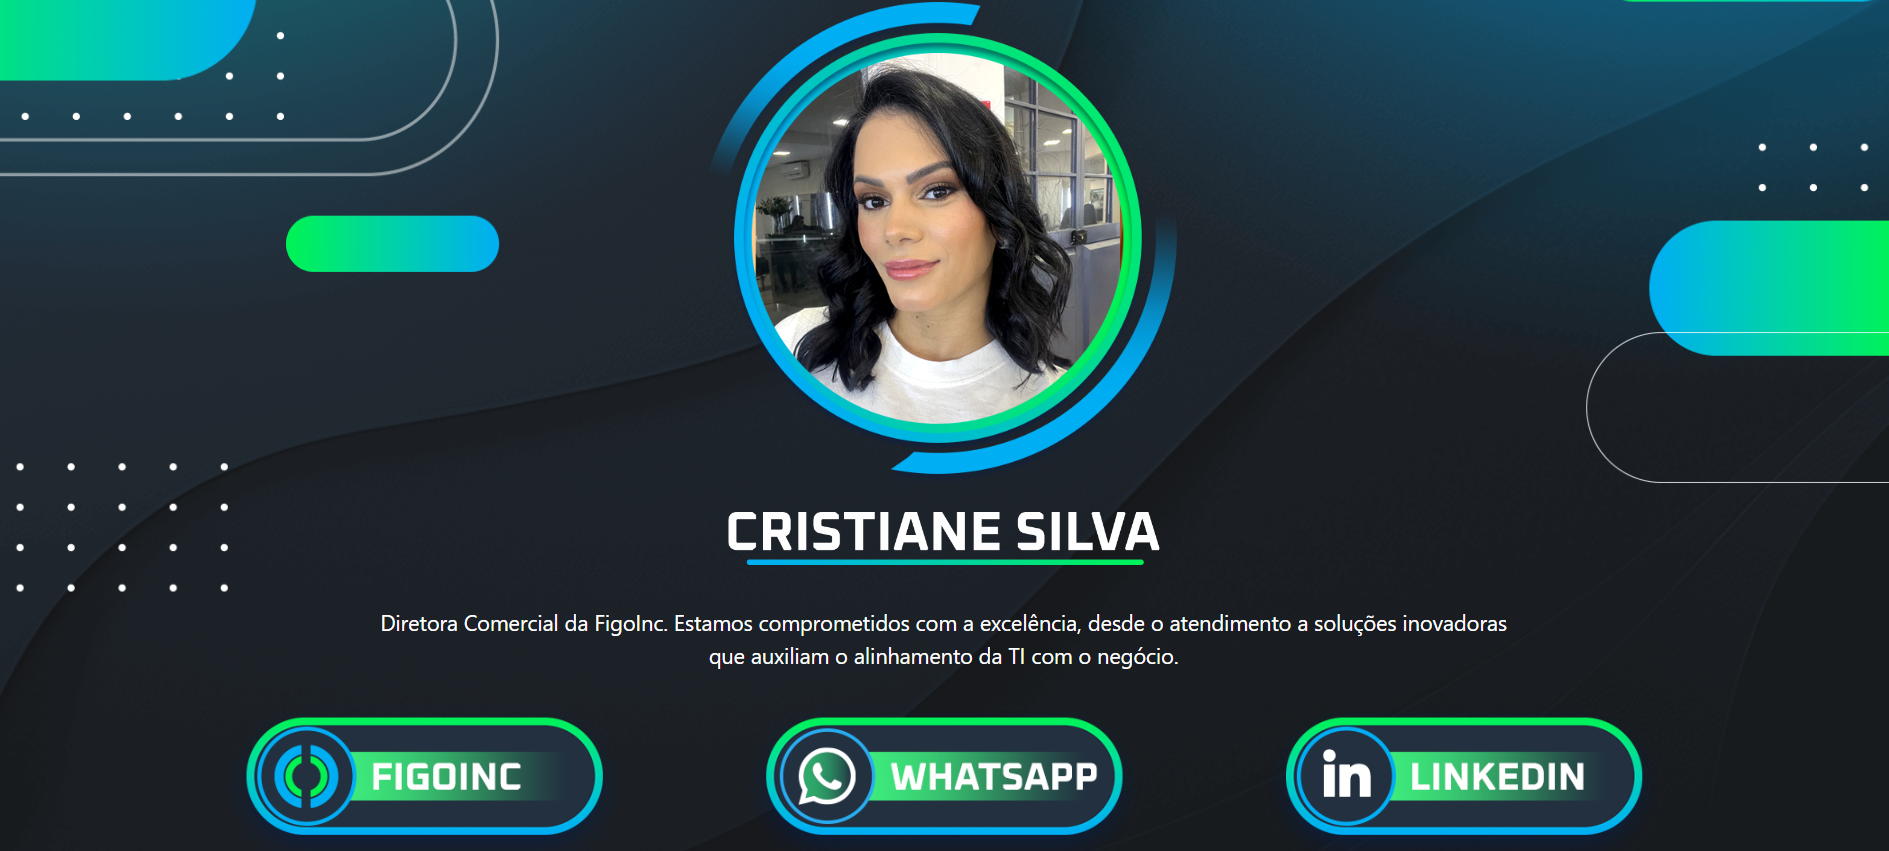 CRISTIANE SILVA
Diretora Comercial da FigoInc. Estamos comprometidos com a excelência, desde o atendimento a soluções inovadoras
que auxiliam o alinhamento da TI com o negócio.
FIGOINC
WHATSAPP
in LINKEDIN